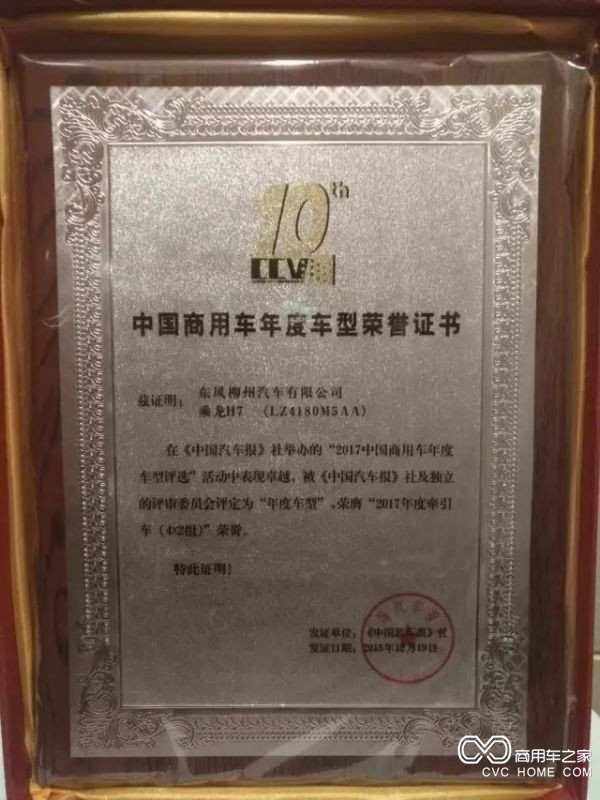 10th
CCV
中国商用车年度车型荣誉证书
兹证明： 东风柳州汽车有限公司
乘龙H7 （LZ4180M5AA）
在《中国汽车报》社举办的“2017中国商用车年度
车型评选”活动中表现卓越，被《中国汽车报》社及独立
的评审委员会评定为“年度车型”，荣膺“2017年度牵引
车（4×2组）”荣誉。
特此证明！
发证单位：《中国汽车报》社
发证日期：2015年12月19日
商用车之家
CVC HOME.COM